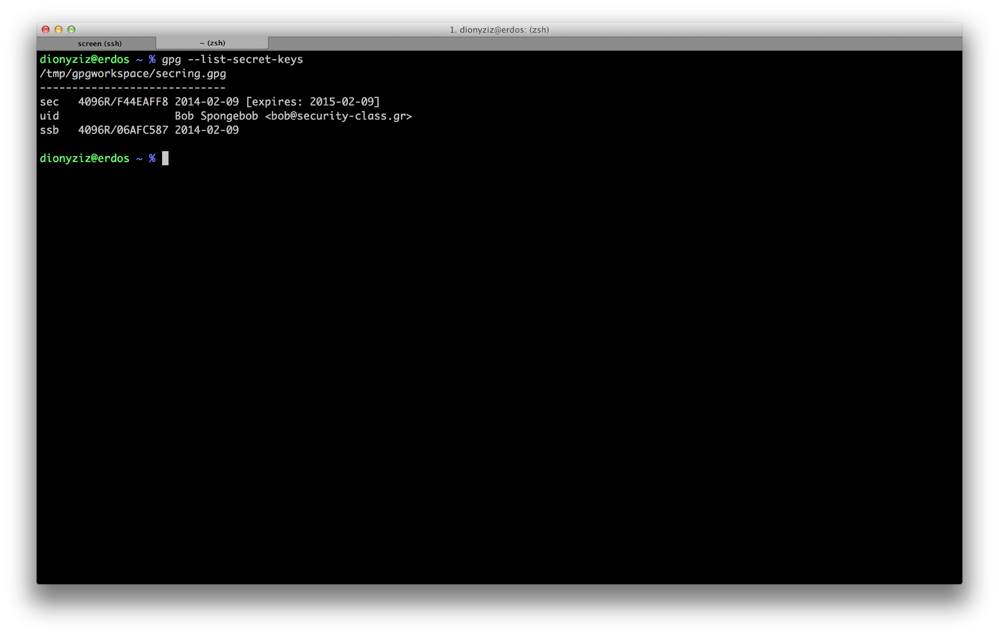 1. dionyziz@erdos: (zsh)
screen (ssh) ~ (zsh)
dionyziz@erdos ~ % gpg --list-secret-keys
/tmp/gpgworkspace/secring.gpg
-----------------------------
sec   4096R/F44EAFF8 2014-02-09 [expires: 2015-02-09]
uid                  Bob Spongebob <bob@security-class.gr>
ssb   4096R/06AFC587 2014-02-09
dionyziz@erdos ~ %